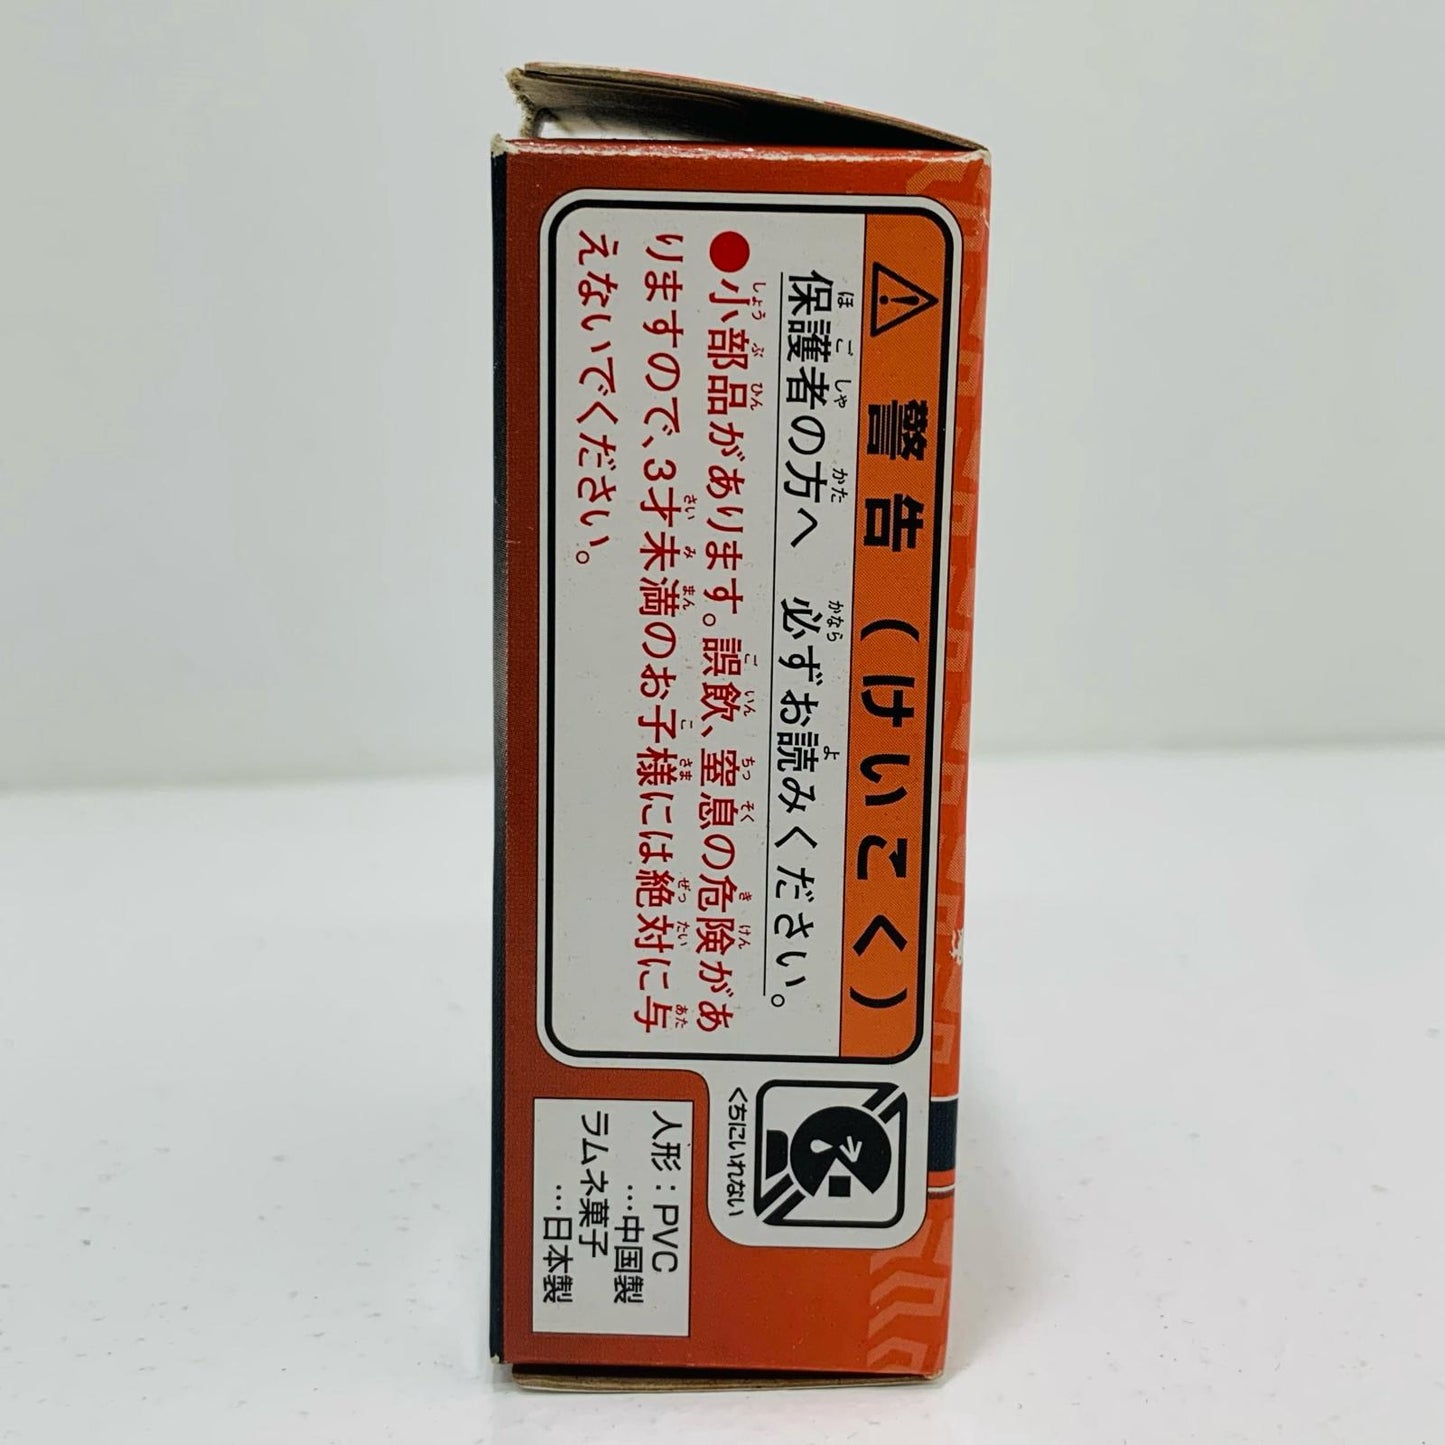 警告(けいこく)
保護者の方へ 必ずお読みください。
●小部品があります。誤飲、窒息の危険があ
りますので、3才未満のお子様には絶対に与
えないでください。
くちにいれない
人形：PVC
…中国製
ラムネ菓子
…日本製